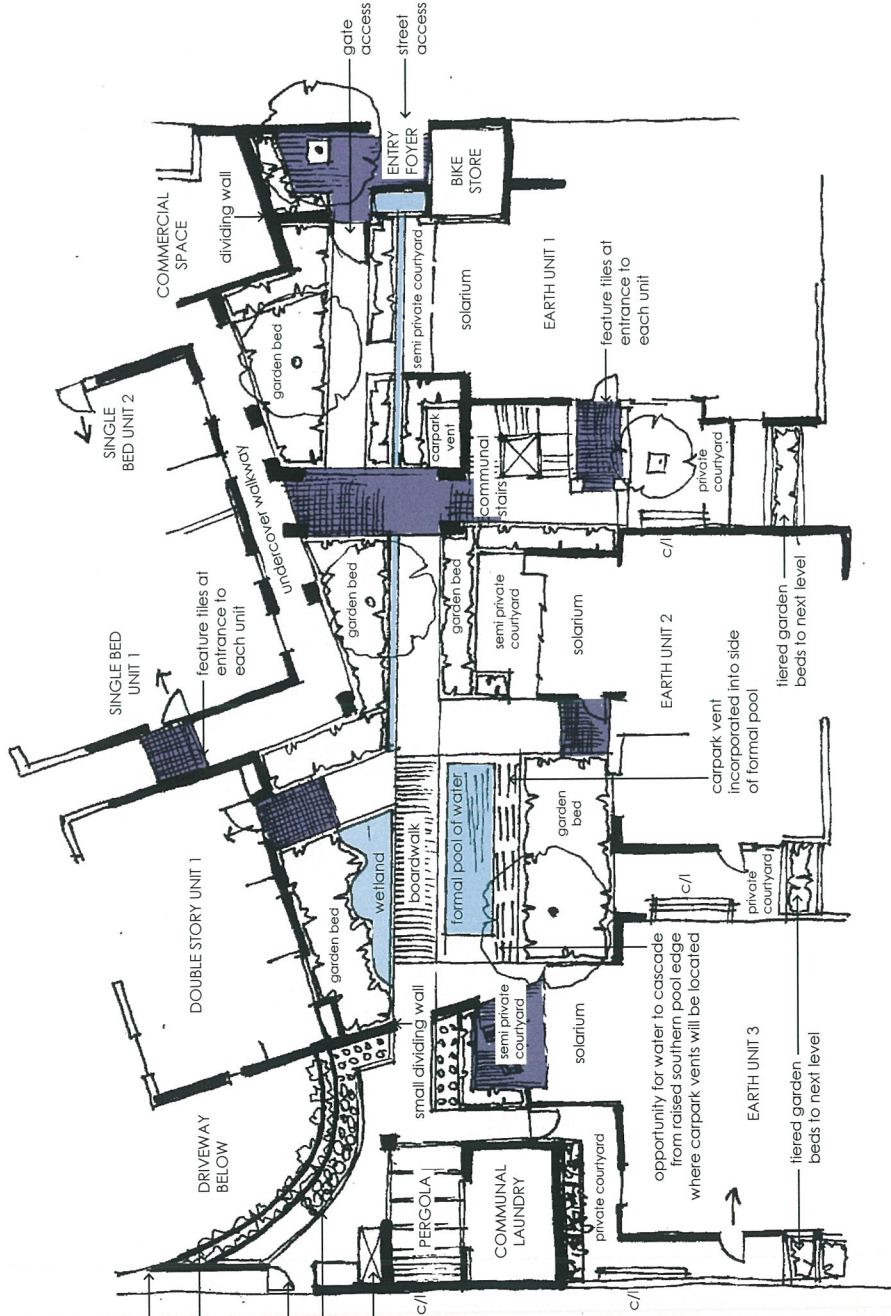 gate
access
street
access
COMMERCIAL
SPACE
dividing wall
ENTRY
FOYER
BIKE
STORE
SINGLE
BED UNIT 2
garden bed
semi private courtyard
solarium
EARTH UNIT 1
feature tiles at
entrance to
each unit
undercover walkway
carpark
vent
communal
stairs
private
courtyard
c/l
tiered garden
beds to next level
SINGLE BED
UNIT 1
feature tiles at
entrance to
each unit
garden bed
garden bed
semi private
courtyard
solarium
EARTH UNIT 2
carpark vent
incorporated into side
of formal pool
DOUBLE STORY UNIT 1
garden bed
wetland
boardwalk
formal pool of water
garden
bed
c/l
private
courtyard
DRIVEWAY
BELOW
small dividing wall
semi private
courtyard
solarium
opportunity for water to cascade
from raised southern pool edge
where carpark vents will be located
EARTH UNIT 3
tiered garden
beds to next level
PERGOLA
COMMUNAL
LAUNDRY
private courtyard
c/l
c/l